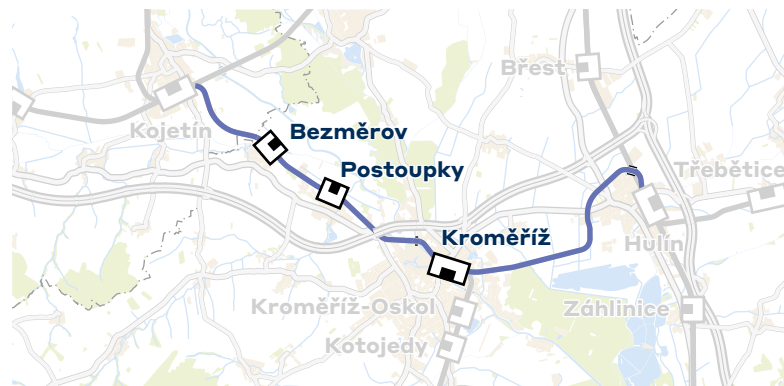 Břest
Kojetín
Bezměrov
Postoupky
Třebětice
Kroměříž
Hulín
Kroměříž-Oskol
Záhlinice
Kotojedy